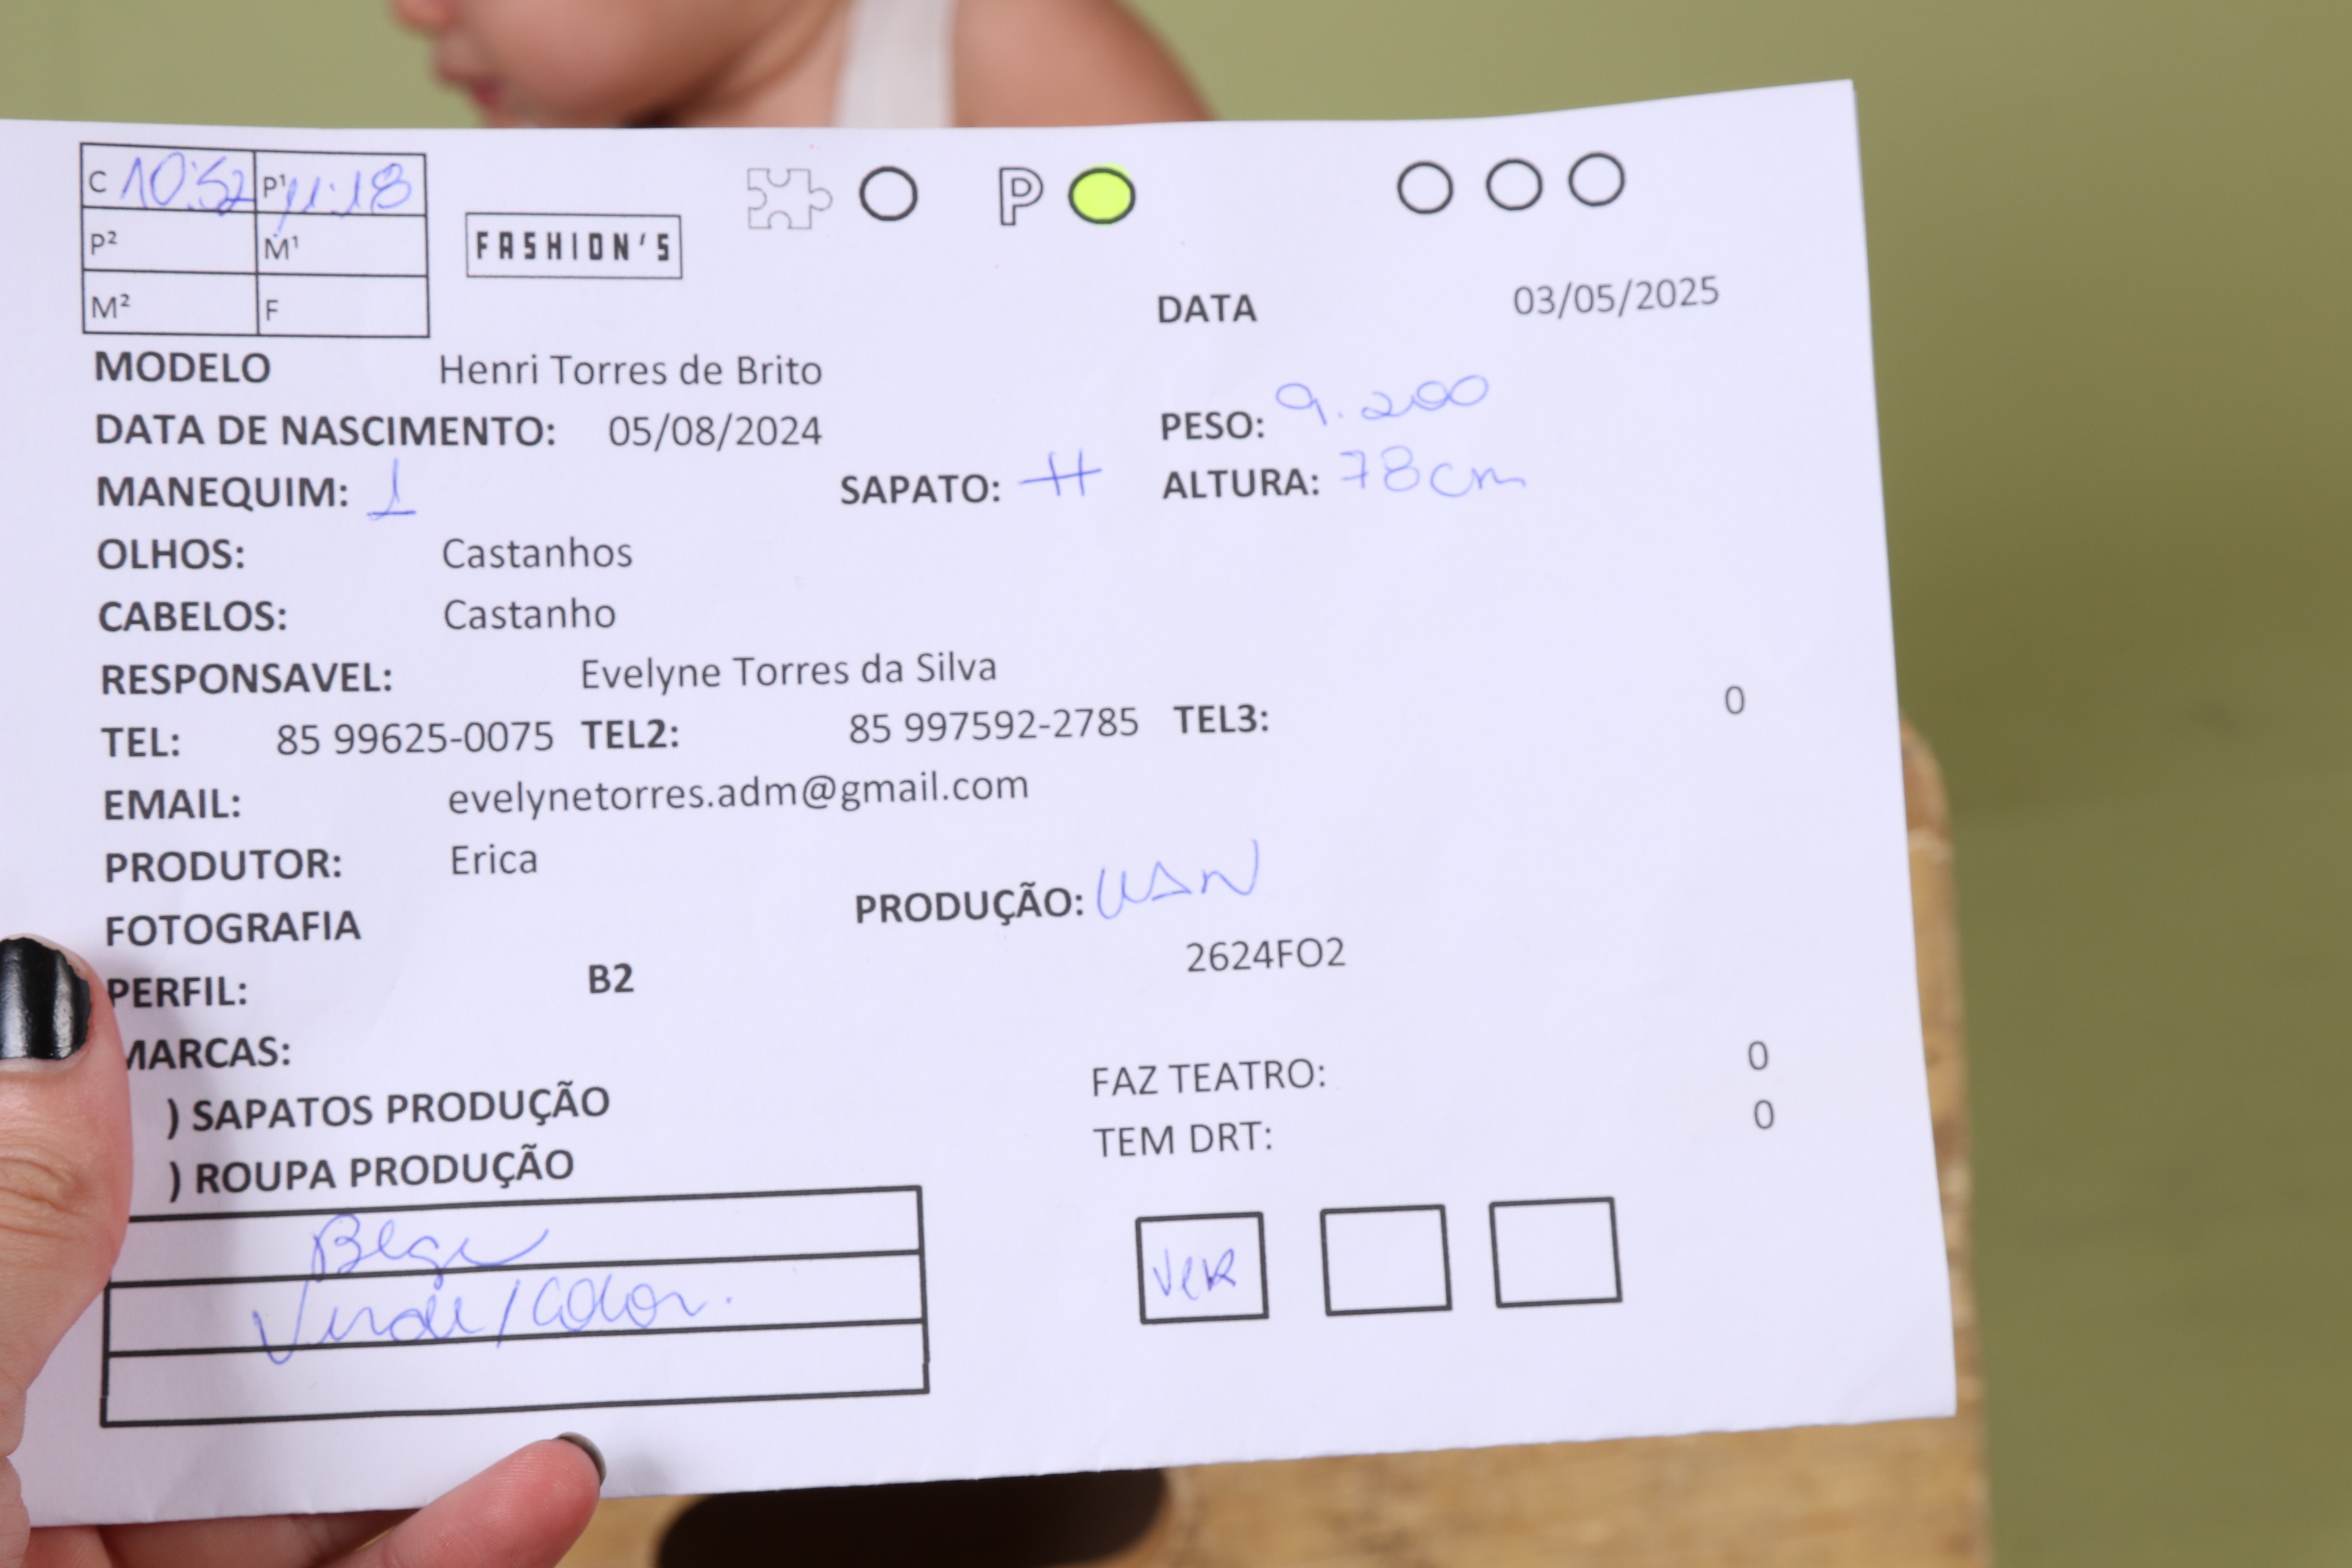 C 10:52 P¹ 11:18
P² M¹
M² F
FASHION'S
P
DATA 03/05/2025
MODELO Henri Torres de Brito
DATA DE NASCIMENTO: 05/08/2024 PESO: 9.200
MANEQUIM: 1 SAPATO: ALTURA: 78cm
OLHOS: Castanhos
CABELOS: Castanho
RESPONSAVEL: Evelyne Torres da Silva
TEL: 85 99625-0075 TEL2: 85 997592-2785 TEL3: 0
EMAIL: evelynetorres.adm@gmail.com
PRODUTOR: Erica
FOTOGRAFIA PRODUÇÃO:
PERFIL: B2 2624FO2
MARCAS:
FAZ TEATRO: 0
) SAPATOS PRODUÇÃO
TEM DRT: 0
) ROUPA PRODUÇÃO
Bege
Verde /
Ver